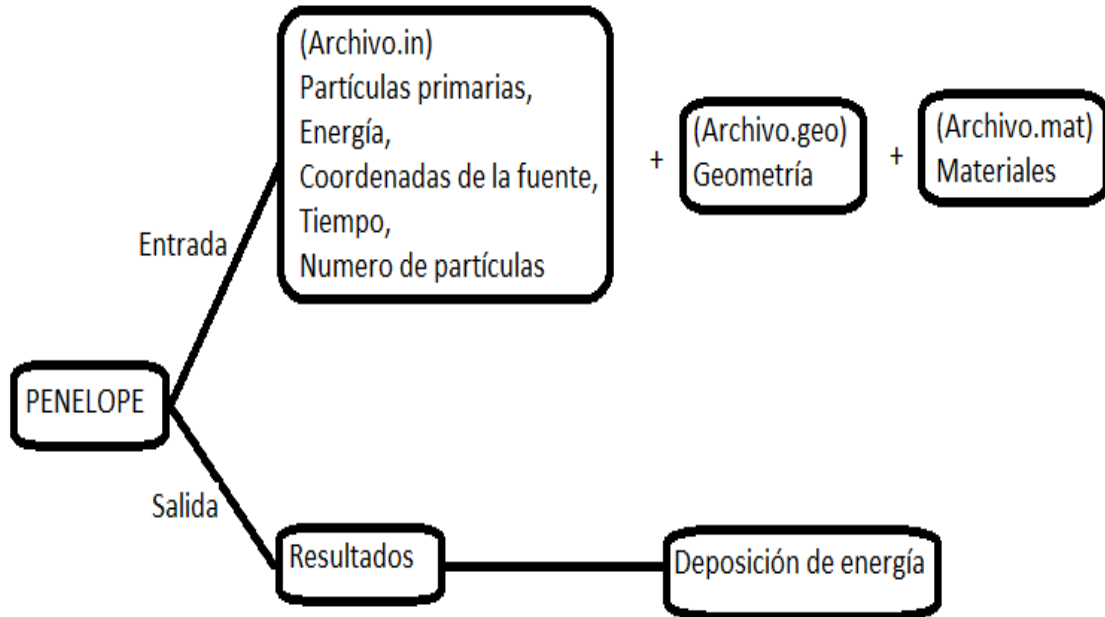 (Archivo.in)
Partículas primarias,
Energía,
Coordenadas de la fuente,
Tiempo,
Numero de partículas
+
(Archivo.geo)
Geometría
+
(Archivo.mat)
Materiales
Entrada
PENELOPE
Salida
Resultados
Deposición de energía